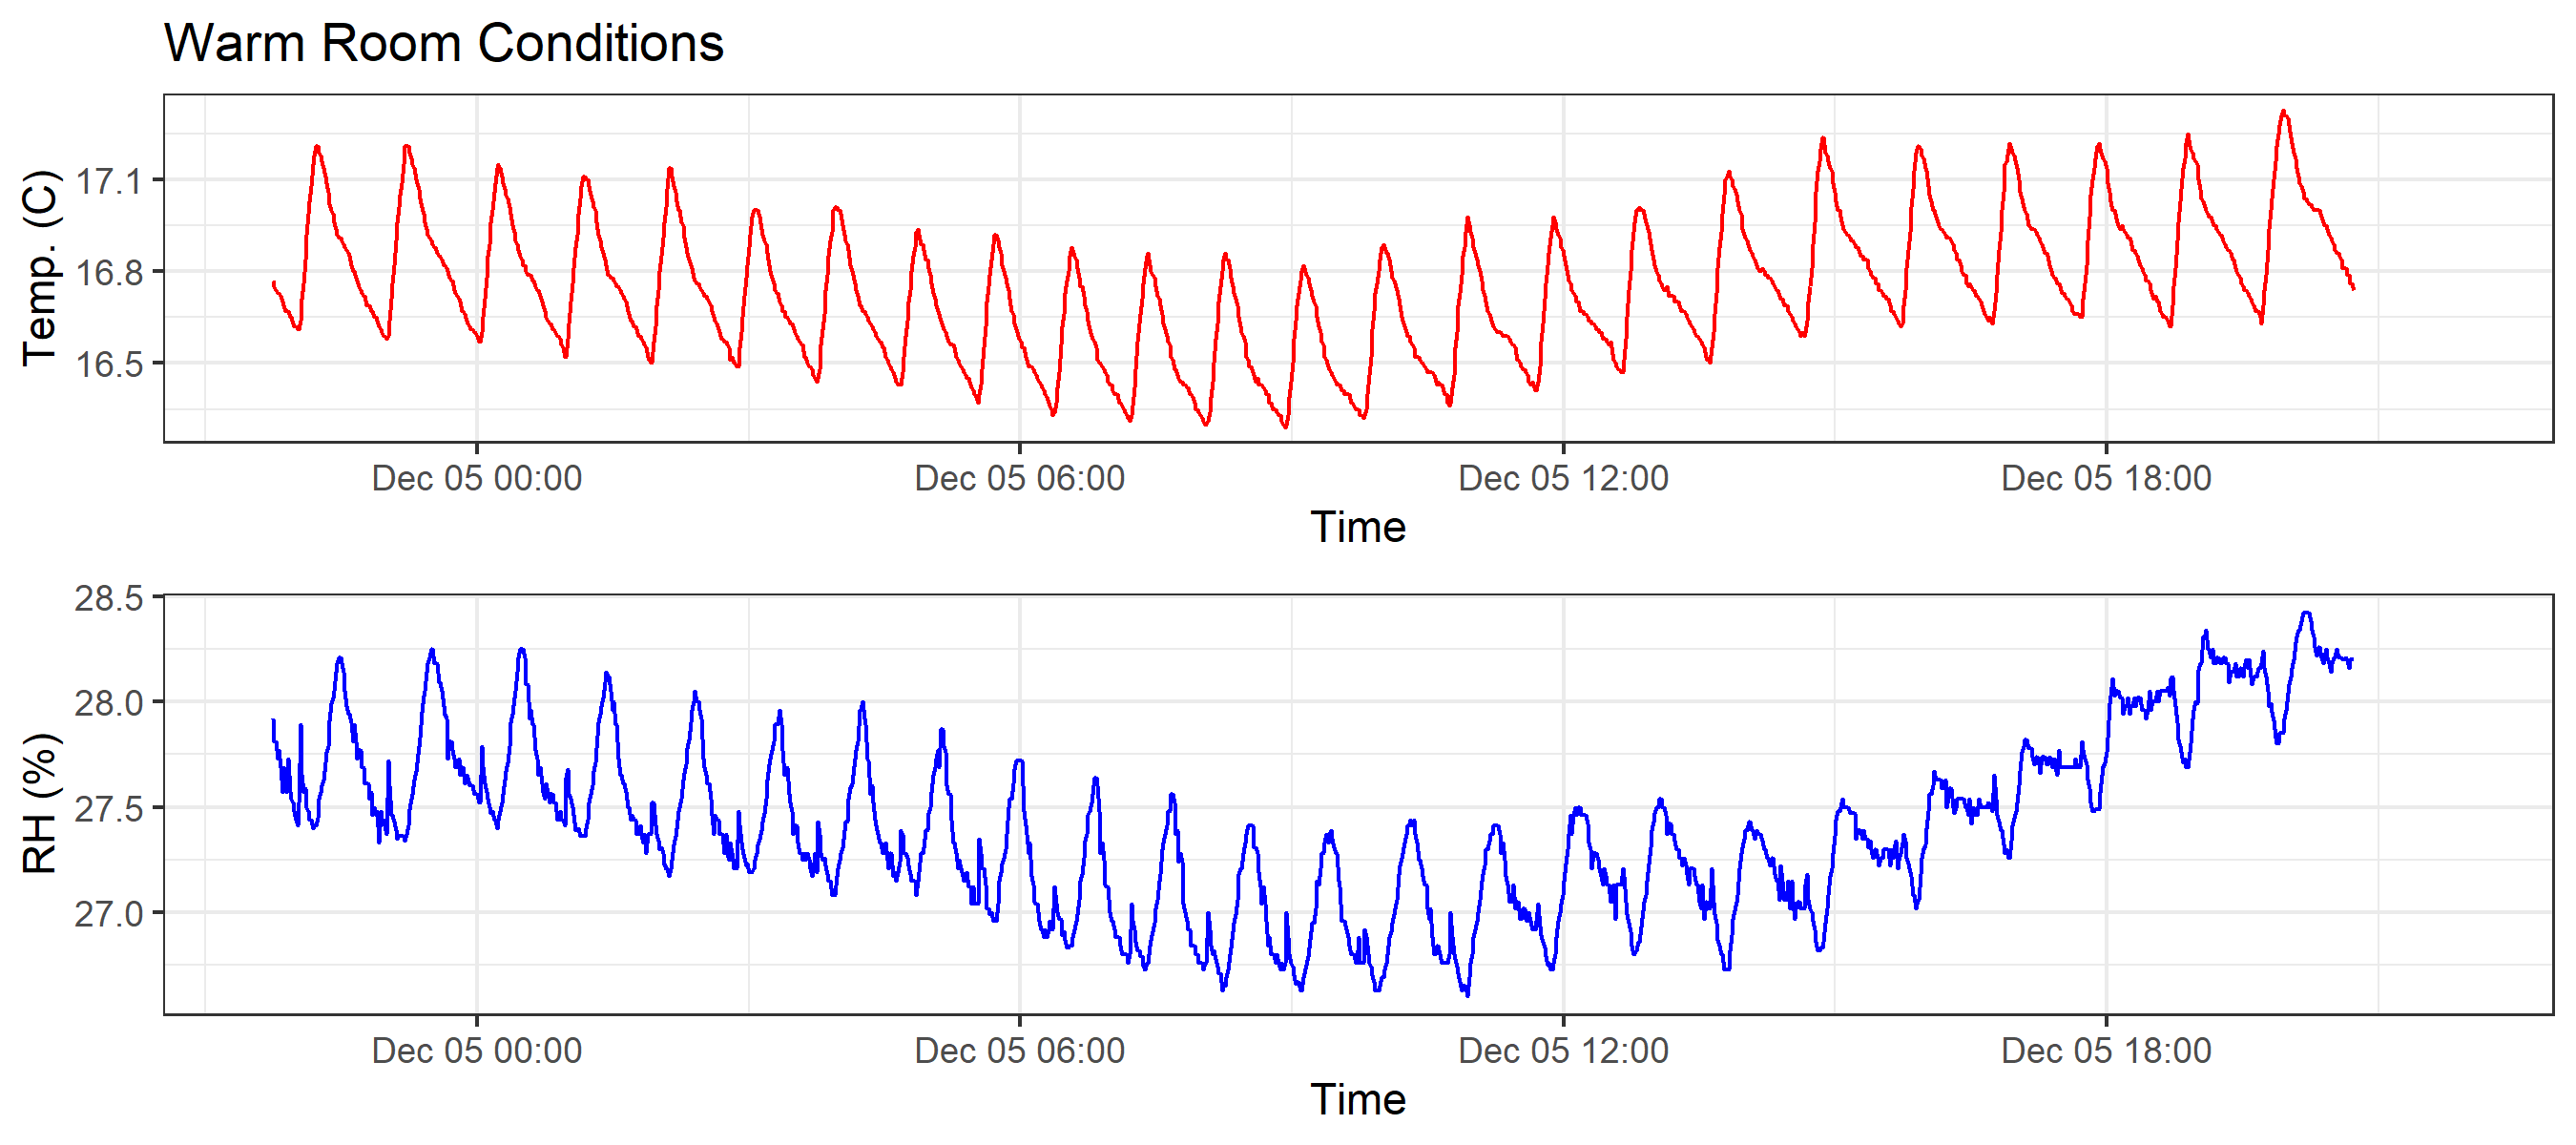 Warm Room Conditions
Temp. (C)
17.1
16.8
16.5
Dec 05 00:00 Dec 05 06:00 Dec 05 12:00 Dec 05 18:00
Time
RH (%)
28.5
28.0
27.5
27.0
Dec 05 00:00 Dec 05 06:00 Dec 05 12:00 Dec 05 18:00
Time